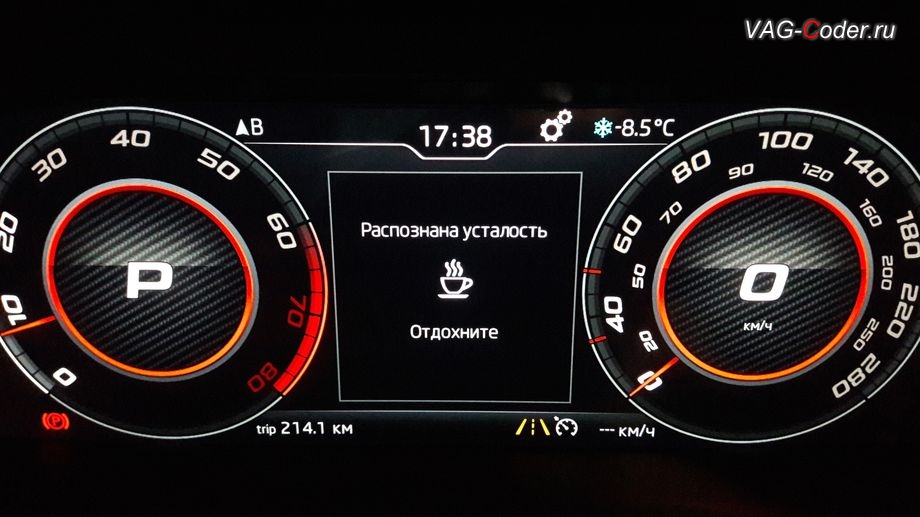 VAG-Coder.ru
B
17:38
-8.5°C
0
10
20
30
40
50
60
70
80
P
Распознана усталость
Отдохните
0
20
40
50
60
70
80
90
100
120
140
160
180
200
220
250
280
0
км/ч
P
trip 214.1 км
--- км/ч